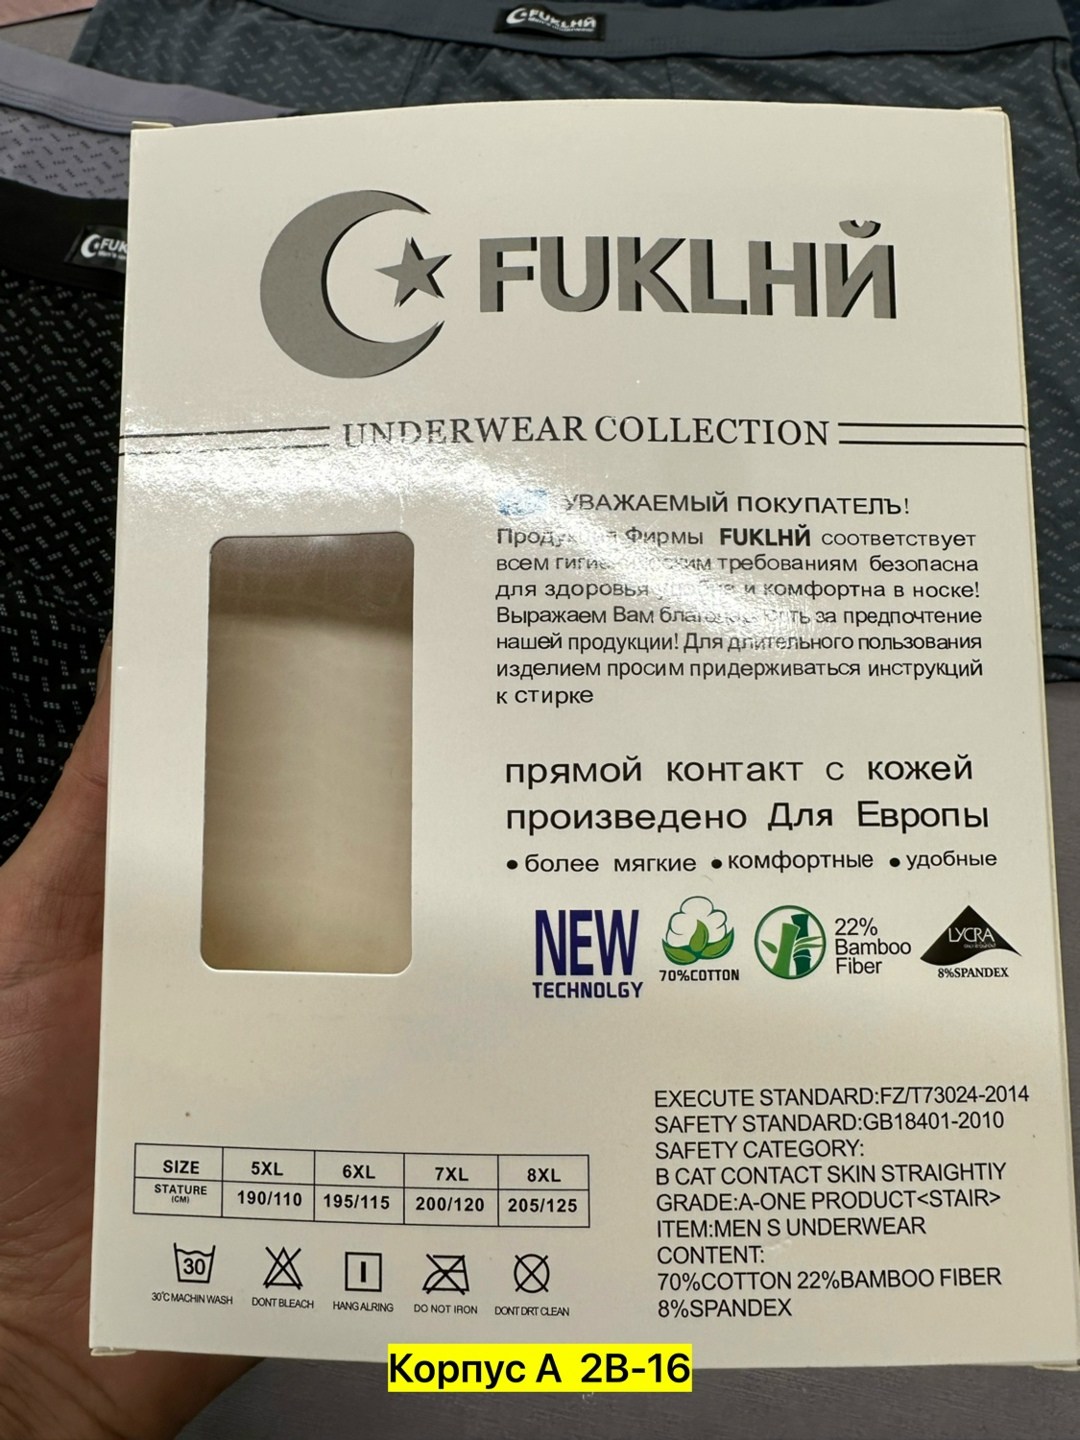 FUKLHЙ
FUK
FUKLHЙ
UNDERWEAR COLLECTION
УВАЖАЕМЫЙ ПОКУПАТЕЛЪ!
Фирмы FUKLHЙ соответствует
всем требованиям безопасна
для здоровья и комфортна в носке!
Выражаем Вам за предпочтение
нашей продукции! Для длительного пользования
изделием просим придерживаться инструкций
к стирке
прямой контакт с кожей
произведено Для Европы
•более мягкие •комфортные •удобные
NEW
TECHNOLGY
70%COTTON
22%
Bamboo
Fiber
LYCRA
8%SPANDEX
EXECUTE STANDARD:FZ/T73024-2014
SAFETY STANDARD:GB18401-2010
SAFETY CATEGORY:
B CAT CONTACT SKIN STRAIGHTIY
GRADE:A-ONE PRODUCT<STAIR>
ITEM:MEN S UNDERWEAR
CONTENT:
70%COTTON 22%BAMBOO FIBER
8%SPANDEX
SIZE 5XL 6XL 7XL 8XL
STATURE (CM) 190/110 195/115 200/120 205/125
30
30°C MACHIN WASH DONT BLEACH HANG ALRING DO NOT IRON DONT DRT CLEAN
Корпус А 2В-16